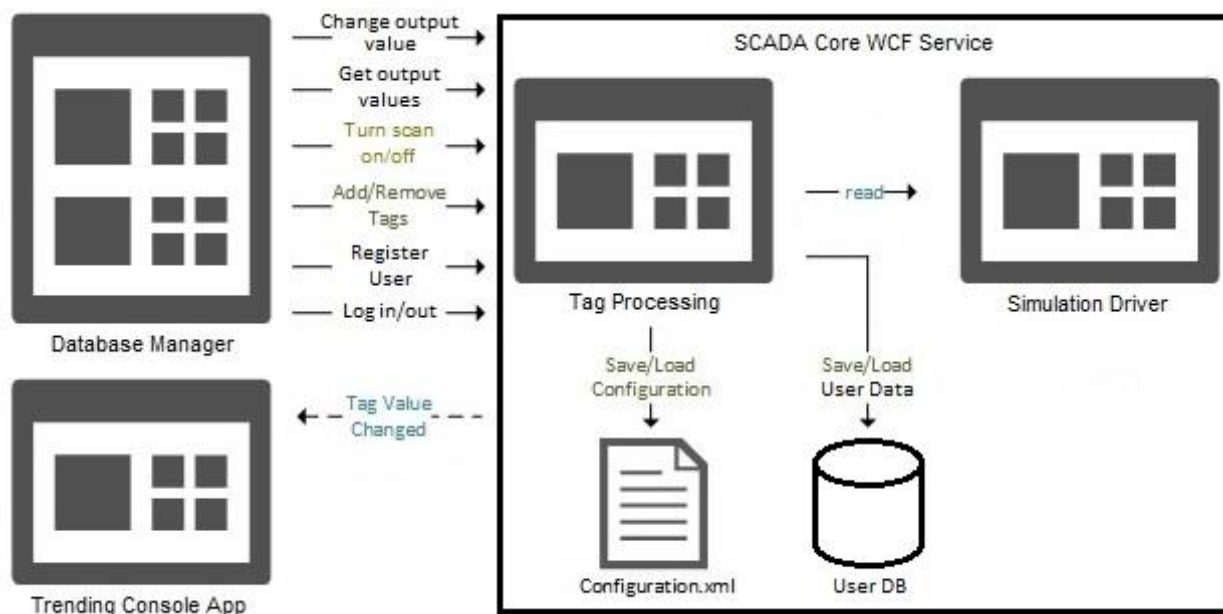 Change output
value
Get output
values
Turn scan
on/off
Add/Remove
Tags
Register
User
Log in/out
Database Manager
Tag Value
Changed
Trending Console App
SCADA Core WCF Service
Tag Processing
read
Simulation Driver
Save/Load
Configuration
Save/Load
User Data
Configuration.xml
User DB